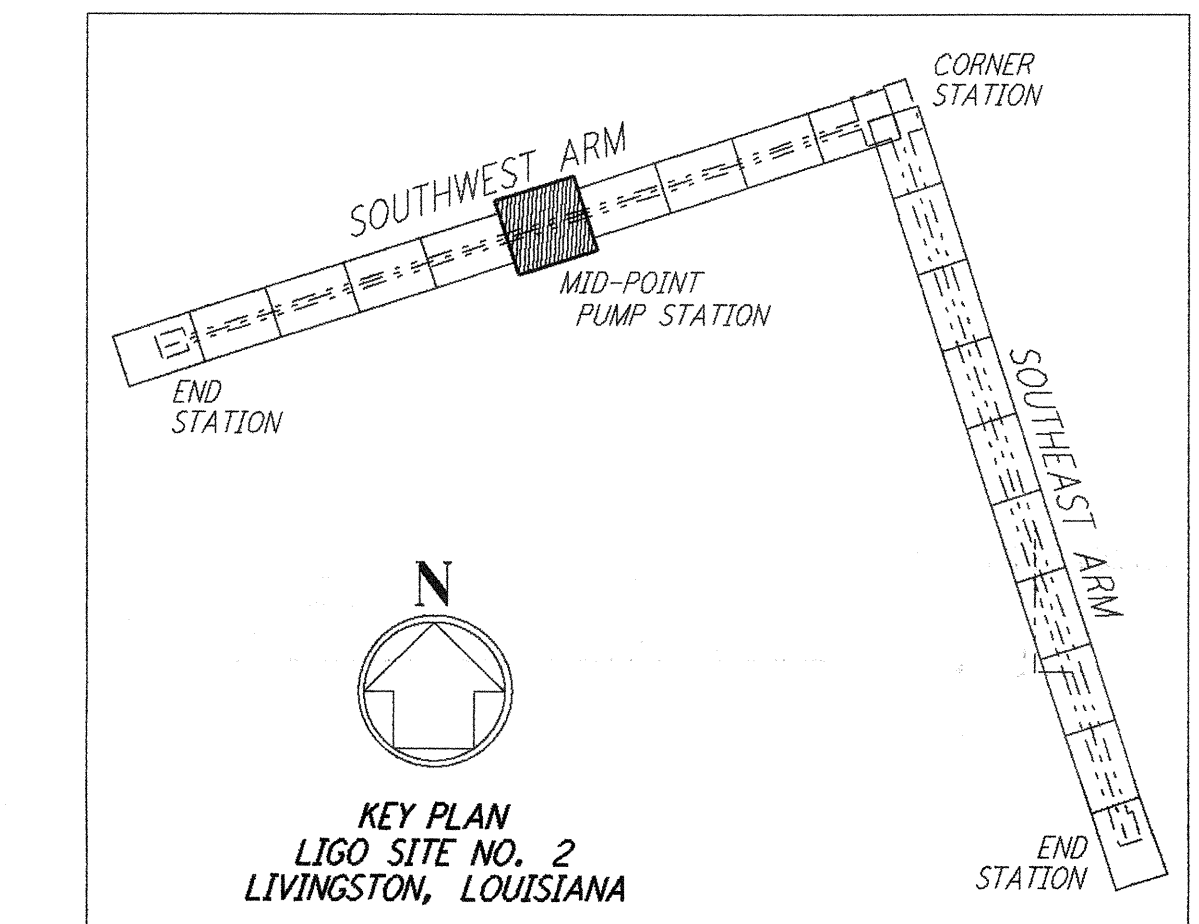 CORNER
STATION
SOUTHWEST ARM
MID-POINT
PUMP STATION
END
STATION
SOUTHEAST ARM
N
KEY PLAN
LIGO SITE NO. 2
LIVINGSTON, LOUISIANA
END
STATION